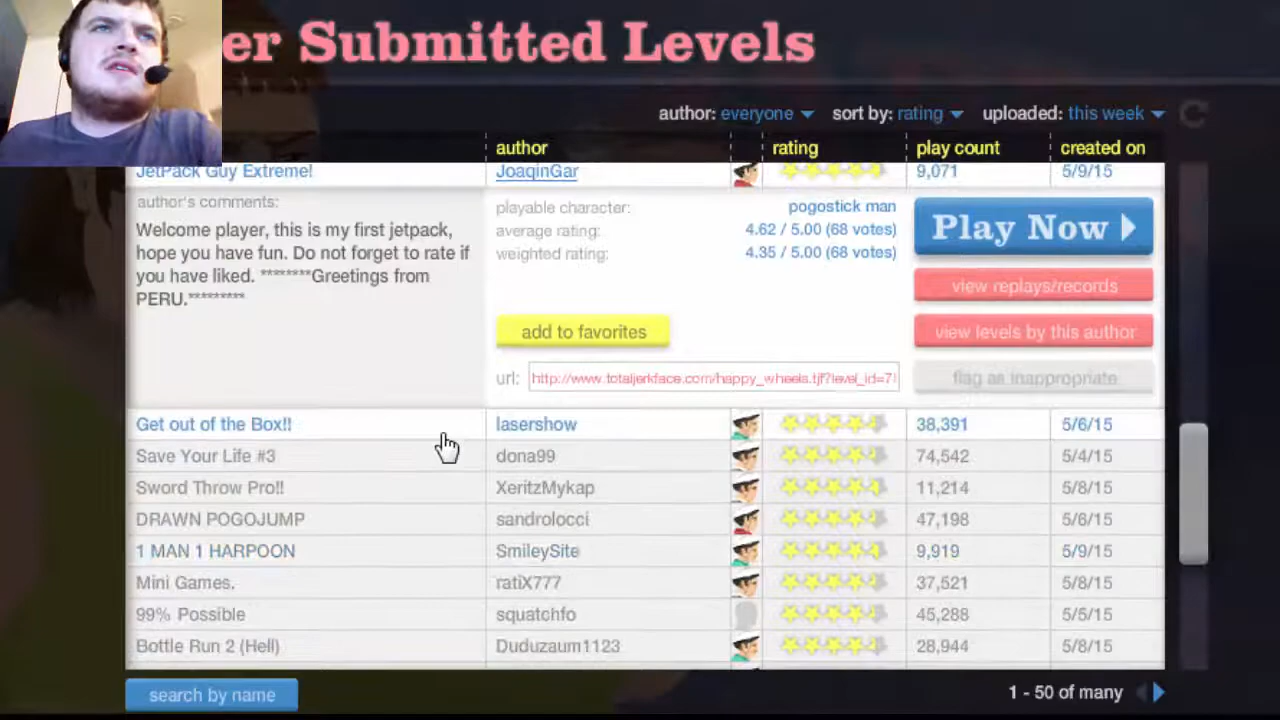 er Submitted Levels
author: everyone sort by: rating uploaded: this week
author rating play count created on
JetPack Guy Extreme! JoaqinGar 9,071 5/9/15
author's comments:
Welcome player, this is my first jetpack,
hope you have fun. Do not forget to rate if
you have liked. ********Greetings from
PERU.*********
playable character: pogostick man
average rating: 4.62 / 5.00 (68 votes)
weighted rating: 4.35 / 5.00 (68 votes)
add to favorites
url: http://www.totaljerkface.com/happy_wheels.tjf?level_id=7
Play Now
view replays/records
view levels by this author
flag as inappropriate
Get out of the Box!! lasershow 38,391 5/6/15
Save Your Life #3 dona99 74,542 5/4/15
Sword Throw Pro!! XeritzMykap 11,214 5/8/15
DRAWN POGOJUMP sandrolocci 47,198 5/6/15
1 MAN 1 HARPOON SmileySite 9,919 5/9/15
Mini Games. ratiX777 37,521 5/8/15
99% Possible squatchfo 45,288 5/5/15
Bottle Run 2 (Hell) Duduzaum1123 28,944 5/8/15
search by name
1 - 50 of many